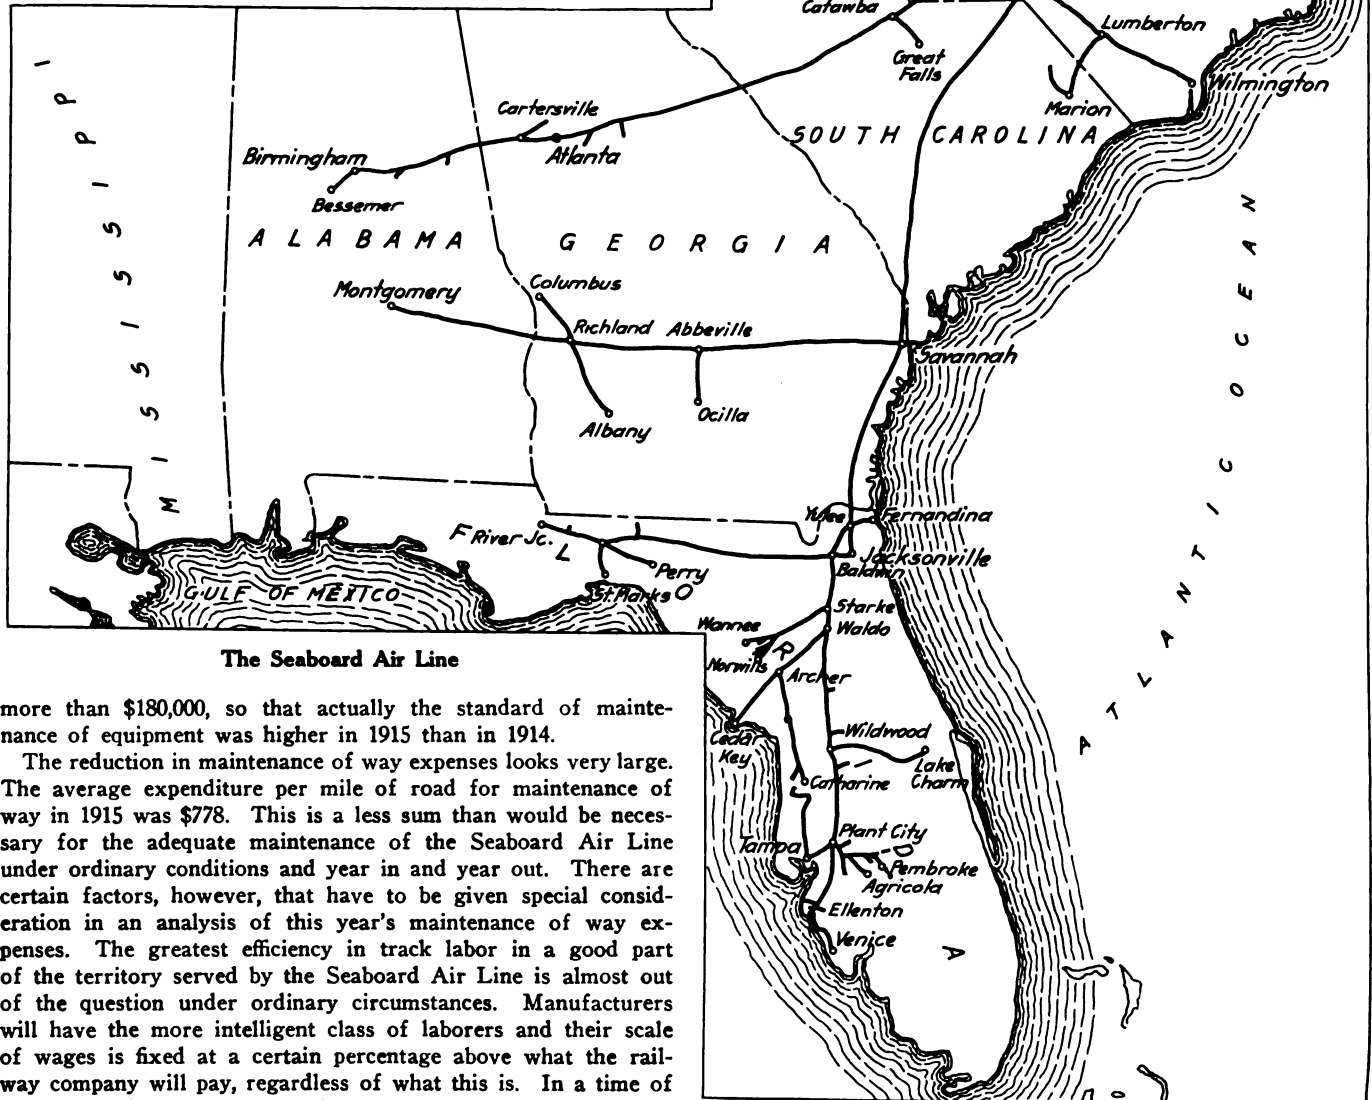 Catawba
Lumberton
Great
Falls
Wilmington
Marion
Cartersville
SOUTH CAROLINA
Birmingham
Atlanta
Bessemer
MISSISSIPPI
ALABAMA
GEORGIA
Columbus
Montgomery
Richland
Abbeville
Savannah
Ocilla
Albany
ATLANTIC OCEAN
Yulee
Fernandina
River Jc.
Jacksonville
Baldwin
Perry
St. Marks
GULF OF MEXICO
FLORIDA
Starke
Wannee
Waldo
Norwills
Archer
Cedar
Key
Wildwood
Lake
Charm
Catharine
Plant City
Tampa
Pembroke
Agricola
Ellenton
Venice
The Seaboard Air Line
more than $180,000, so that actually the standard of mainte-
nance of equipment was higher in 1915 than in 1914.
The reduction in maintenance of way expenses looks very large.
The average expenditure per mile of road for maintenance of
way in 1915 was $778. This is a less sum than would be neces-
sary for the adequate maintenance of the Seaboard Air Line
under ordinary conditions and year in and year out. There are
certain factors, however, that have to be given special consid-
eration in an analysis of this year's maintenance of way ex-
penses. The greatest efficiency in track labor in a good part
of the territory served by the Seaboard Air Line is almost out
of the question under ordinary circumstances. Manufacturers
will have the more intelligent class of laborers and their scale
of wages is fixed at a certain percentage above what the rail-
way company will pay, regardless of what this is. In a time of